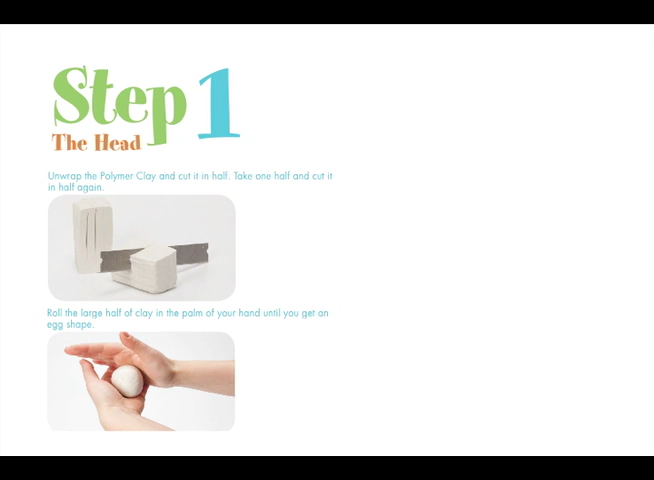 Step 1
The Head
Unwrap the Polymer Clay and cut it in half. Take one half and cut it
in half again.
Roll the large half of clay in the palm of your hand until you get an
egg shape.